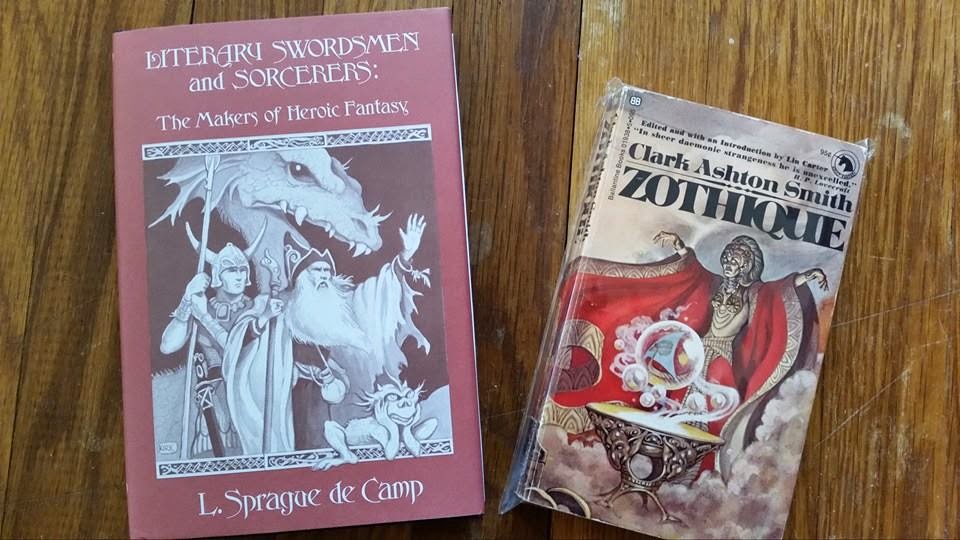 LITERARY SWORDSMEN
and SORCERERS:
The Makers of Heroic Fantasy
L. Sprague de Camp
BB
95¢
Edited and with an Introduction by Lin Carter
"In sheer daemonic strangeness he is unexcelled."
H. P. Lovecraft
Clark Ashton Smith
ZOTHIQUE
Ballantine Books